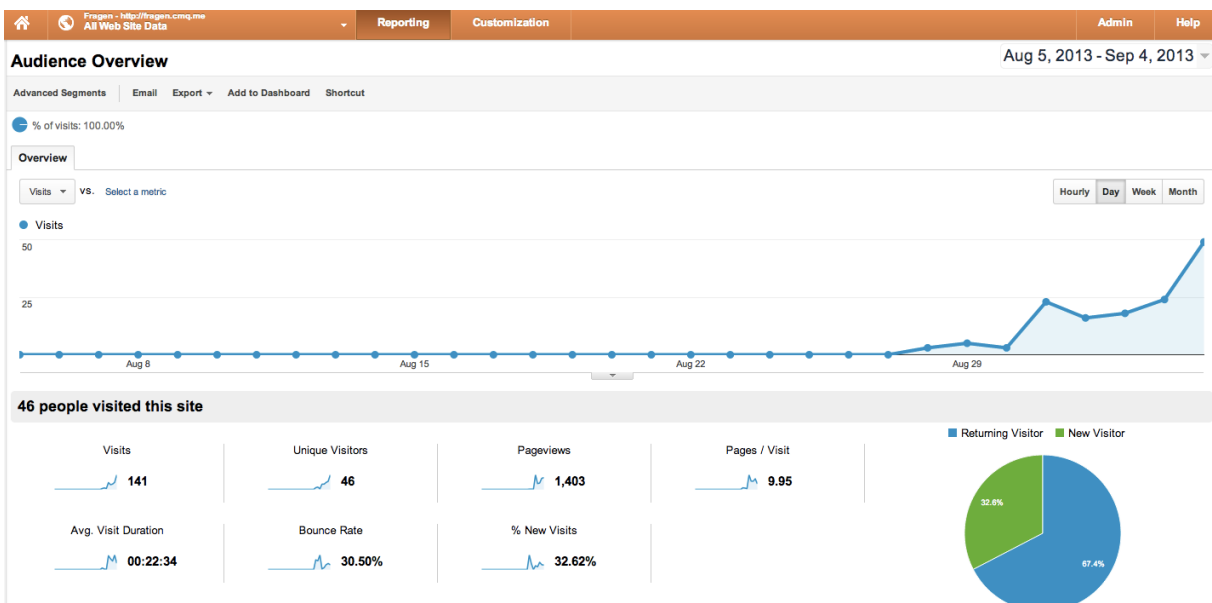 Fragen - http://fragen.cmq.me
All Web Site Data
Reporting
Customization
Admin
Help
Audience Overview
Aug 5, 2013 - Sep 4, 2013
Advanced Segments
Email
Export
Add to Dashboard
Shortcut
% of visits: 100.00%
Overview
Visits
VS.
Select a metric
Hourly
Day
Week
Month
Visits
50
25
Aug 8
Aug 15
Aug 22
Aug 29
46 people visited this site
Visits
141
Unique Visitors
46
Pageviews
1,403
Pages / Visit
9.95
Avg. Visit Duration
00:22:34
Bounce Rate
30.50%
% New Visits
32.62%
Returning Visitor
New Visitor
32.6%
67.4%